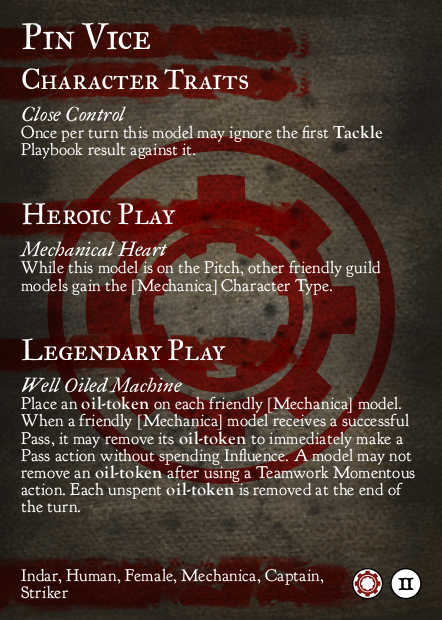 Pin Vice
Character Traits
Close Control
Once per turn this model may ignore the first Tackle
Playbook result against it.
Heroic Play
Mechanical Heart
While this model is on the Pitch, other friendly guild
models gain the [Mechanica] Character Type.
Legendary Play
Well Oiled Machine
Place an oil-token on each friendly [Mechanica] model.
When a friendly [Mechanica] model receives a successful
Pass, it may remove its oil-token to immediately make a
Pass action without spending Influence. A model may not
remove an oil-token after using a Teamwork Momentous
action. Each unspent oil-token is removed at the end of
the turn.
Indar, Human, Female, Mechanica, Captain,
Striker
II